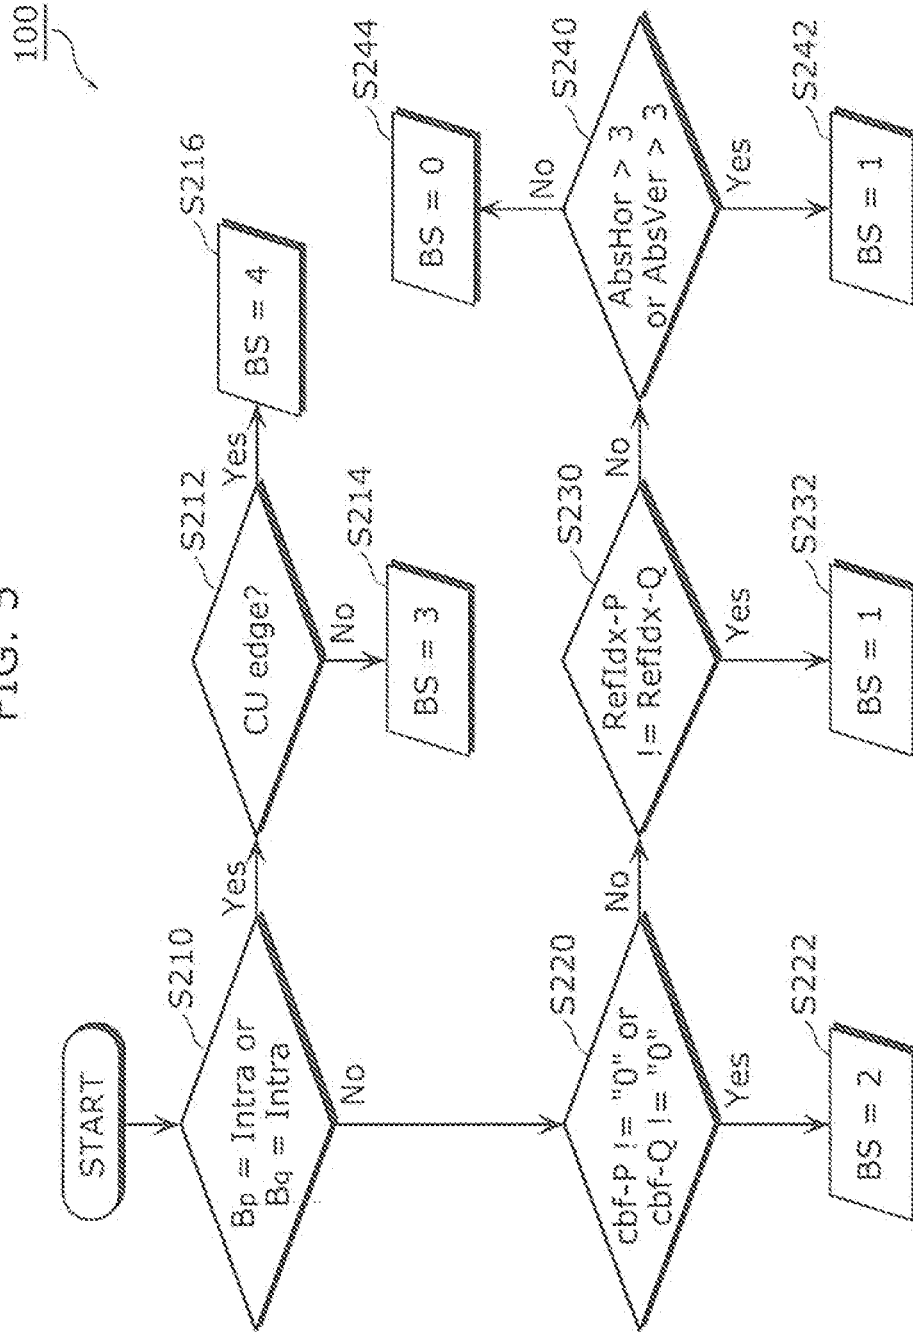 FIG. 5
100
START
Bp = Intra or
Bq = Intra
S210
Yes
No
CU edge?
S212
Yes
No
BS = 4
S216
BS = 3
S214
cbf-P != "0" or
cbf-Q != "0"
S220
No
Yes
BS = 2
S222
RefIdx-P
!= RefIdx-Q
S230
No
Yes
BS = 1
S232
AbsHor > 3
or AbsVer > 3
S240
No
Yes
BS = 0
S244
BS = 1
S242